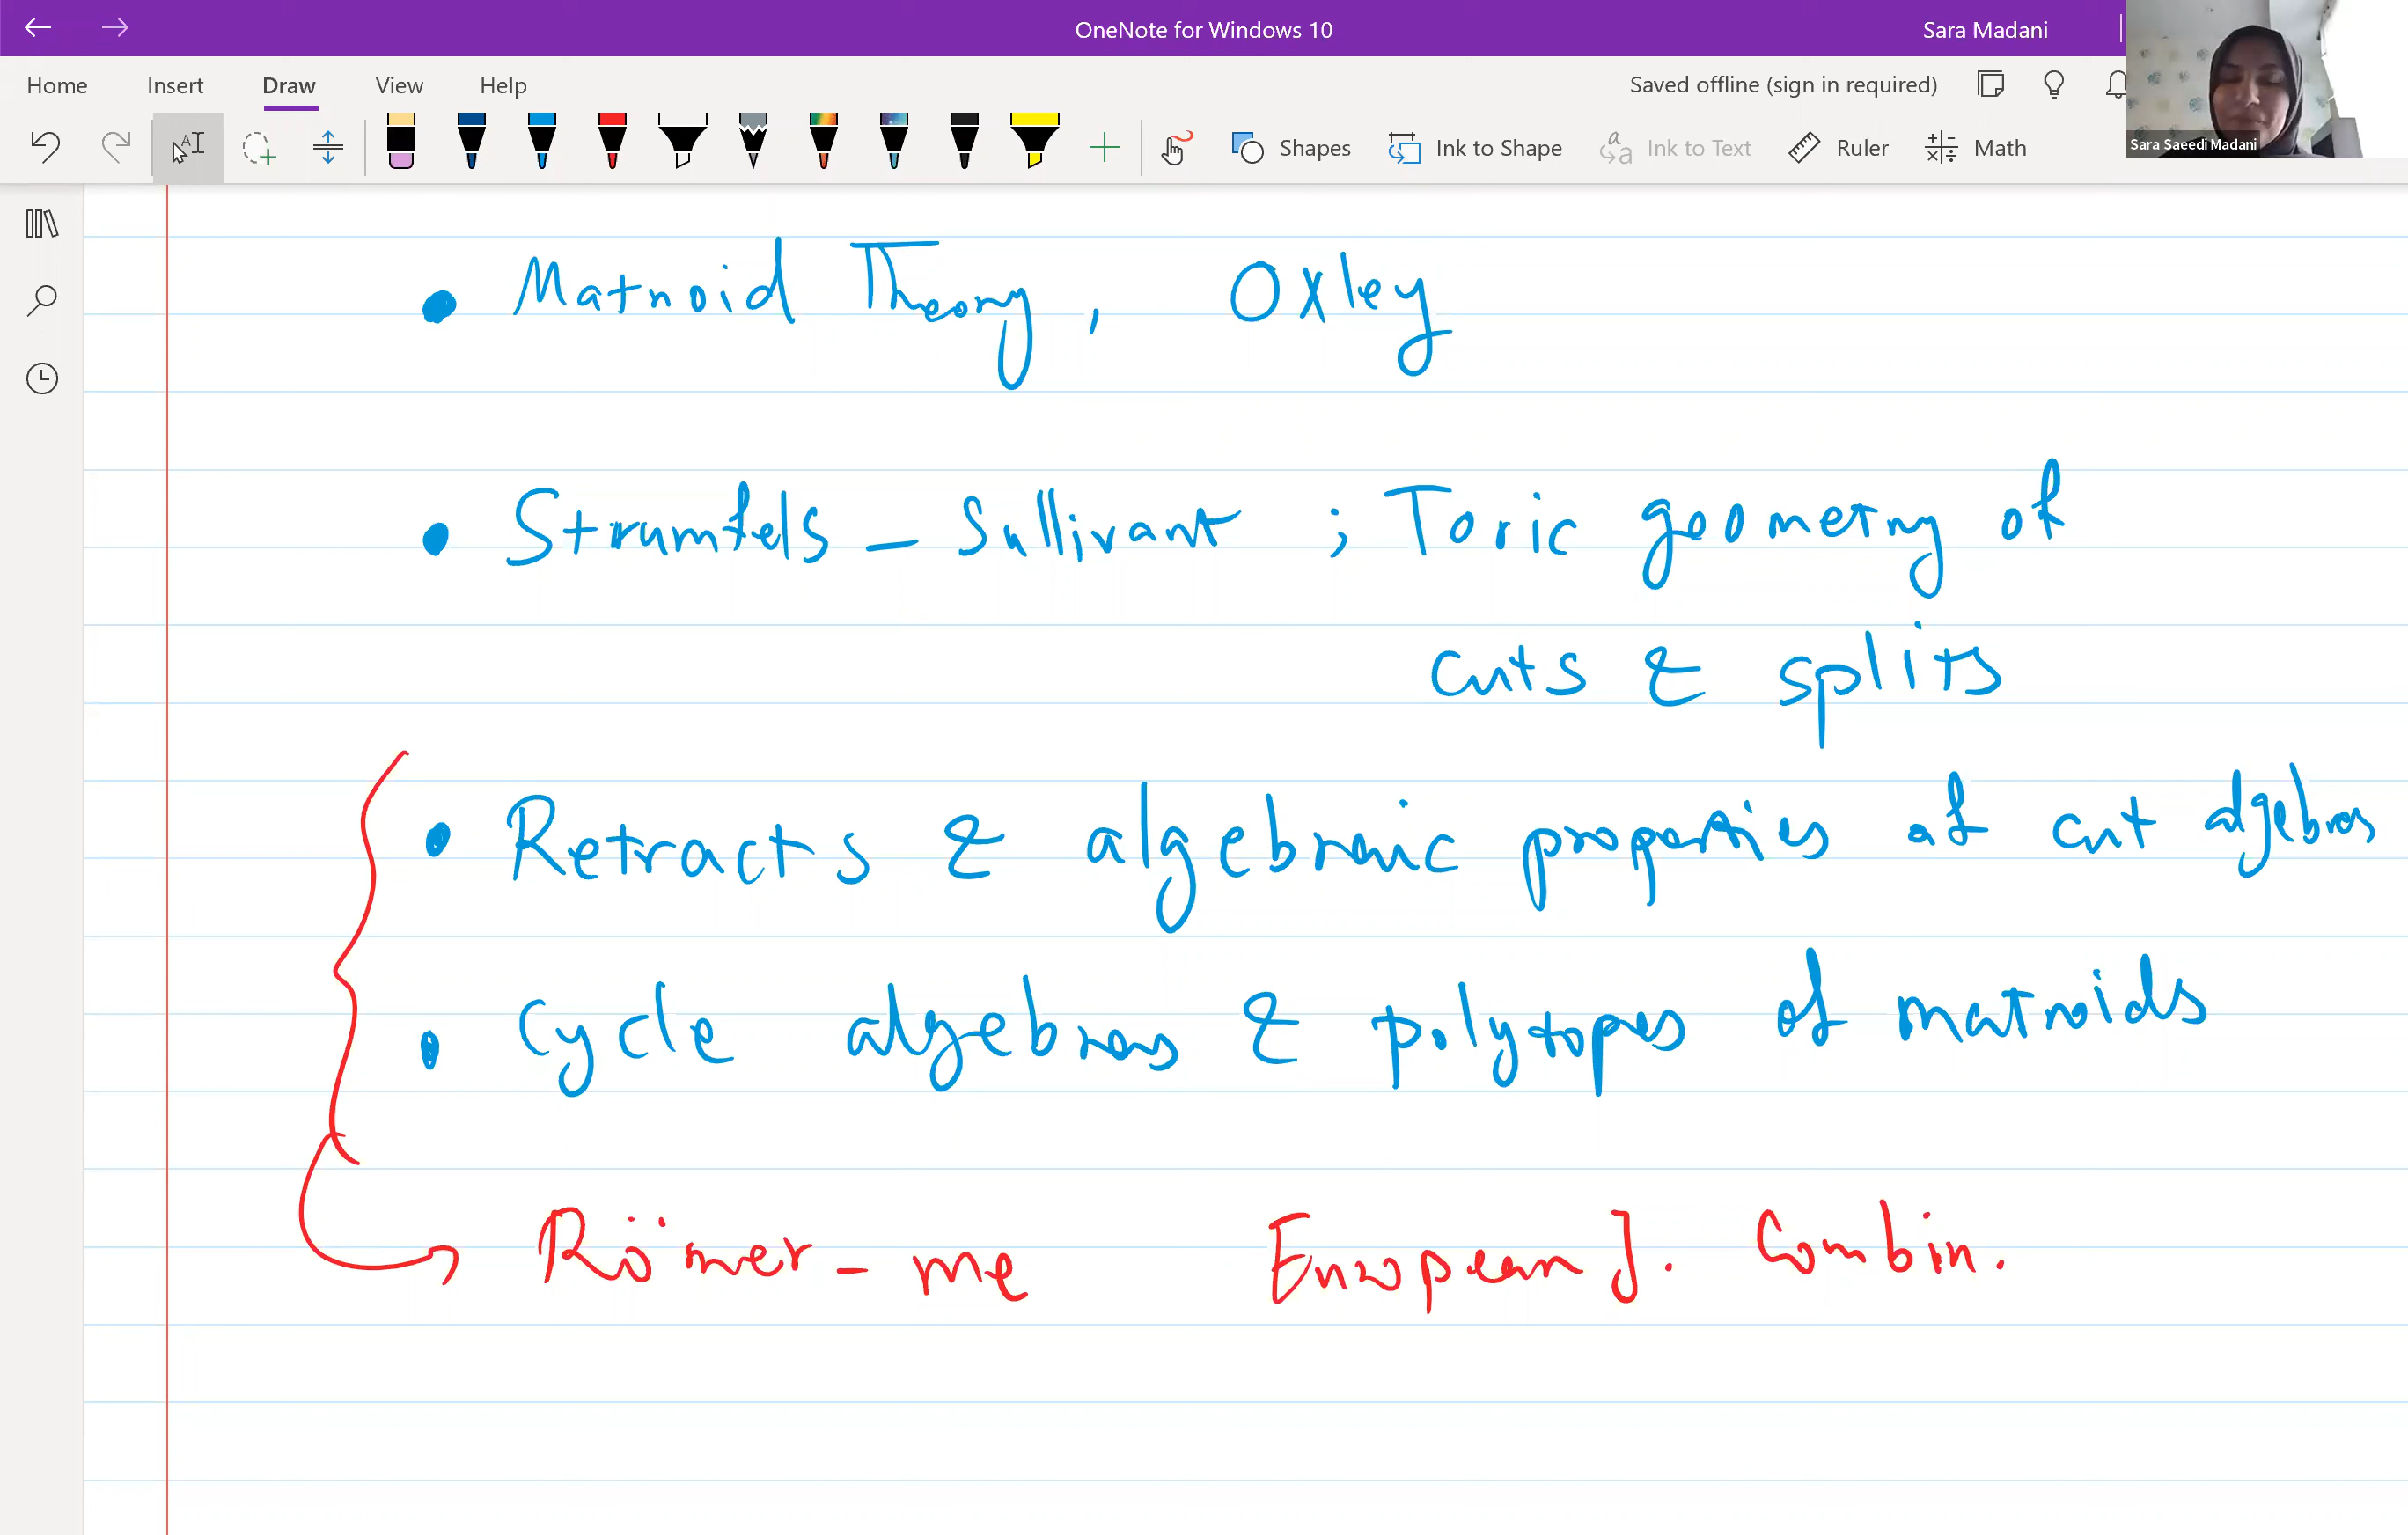 OneNote for Windows 10
Sara Madani
Home Insert Draw View Help
Saved offline (sign in required)
Shapes Ink to Shape Ink to Text Ruler Math
Sara Saeedi Madani
• Matroid Theory, Oxley
• Strumfels – Sullivant ; Toric geometry of
cuts & splits
• Retracts & algebraic properties of cut algebras
• Cycle algebras & polytopes of matroids
Römer – me European J. Combin.